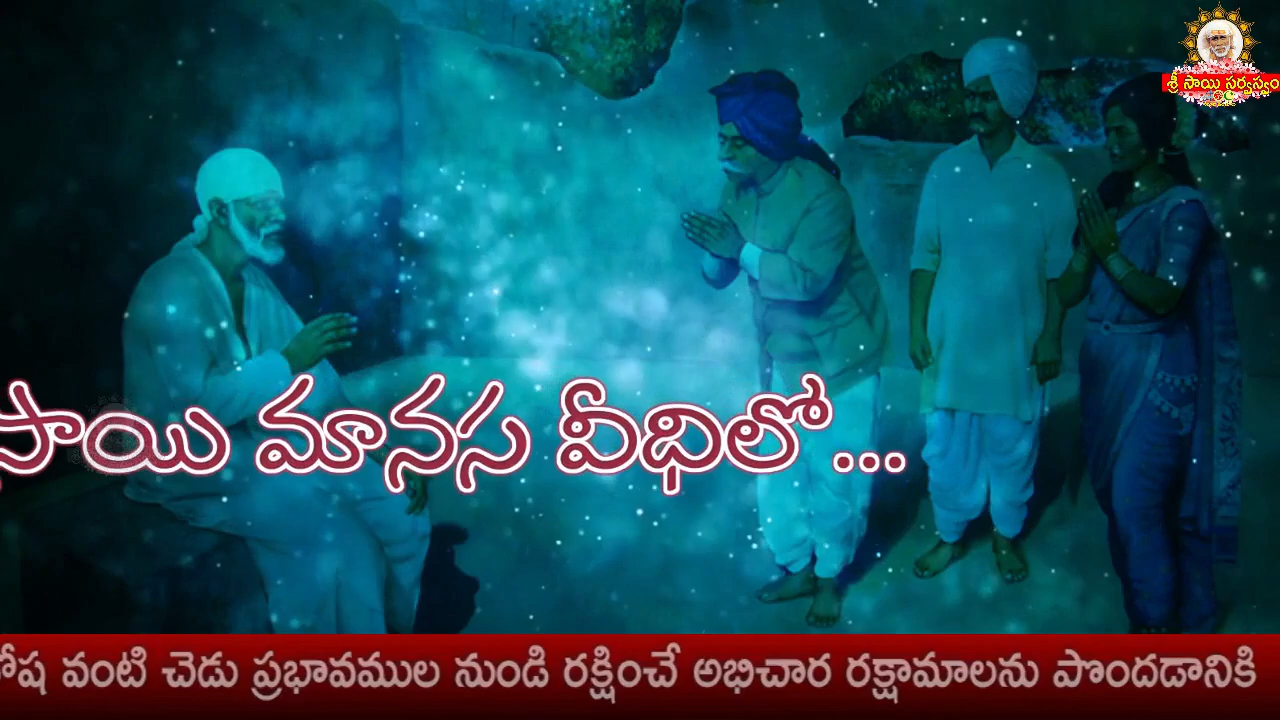 శ్రీ సాయి సర్వస్వం
సాయి మానస వీధిలో...
వంటి చెడు ప్రభావముల నుండి రక్షించే అభిచార రక్షామాలను పొందడానికి